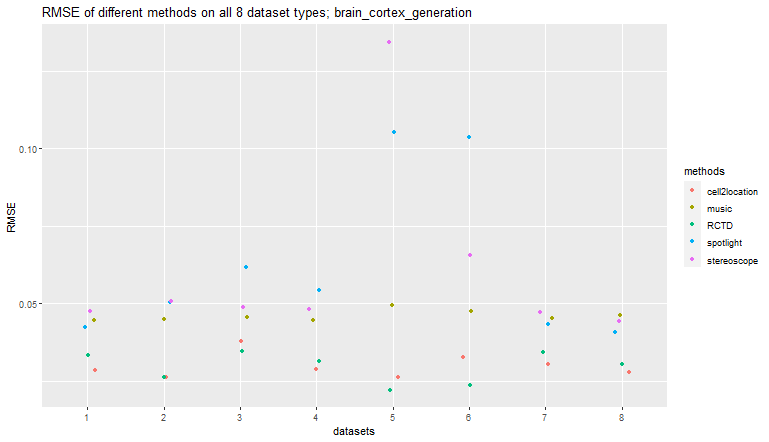 RMSE of different methods on all 8 dataset types; brain_cortex_generation
0.10
0.05
RMSE
1 2 3 4 5 6 7 8
datasets
methods
cell2location
music
RCTD
spotlight
stereoscope